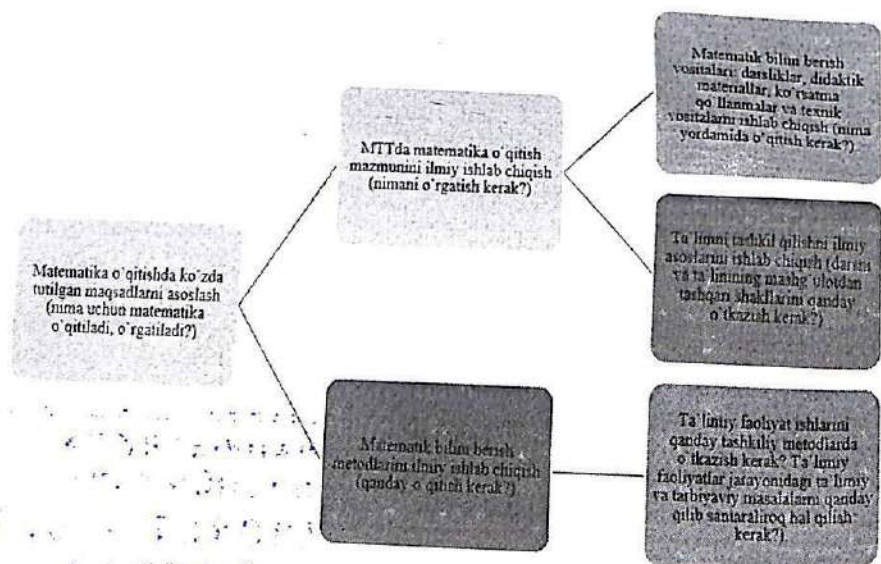 Matematika o`qitishda ko`zda
tutilgan maqsadlarni asoslash
(nima uchun matematika
o`qitiladi, o`rgatiladi?)
MTTda matematika o`qitish
mazmunini ilmiy ishlab chiqish
(nimani o`rgatish kerak?)
Matematik bilim berish
metodlarini ilmiy ishlab chiqish
(qanday o`qitish kerak?)
Matematik bilim berish
vositalari: darsliklar, didaktik
materiallar, ko`rsatma
qo`llanmalar va texnik
vositalarni ishlab chiqish (nima
yordamida o`qitish kerak?)
Ta`limni tashkil qilishni ilmiy
asoslarini ishlab chiqish (darsni
va ta`limining mashg`ulotdan
tashqari shakllarini qanday
o`tkazish kerak?)
Ta`limiy faoliyat ishlarini
qanday tashkiliy metodlarda
o`tkazish kerak? Ta`limiy
faoliyatlar jarayonidagi ta`limiy
va tarbiyaviy masalalarni qanday
qilib samaraliroq hal qilish
kerak?).